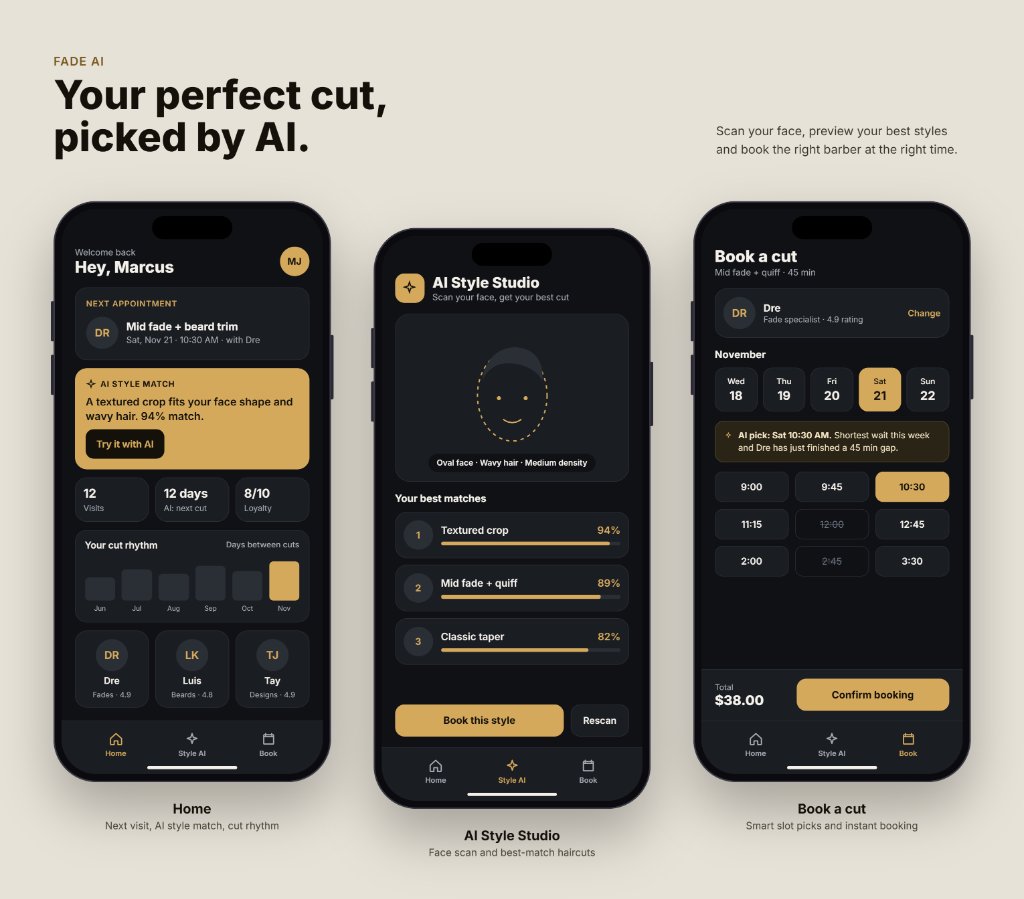 FADE AI
Your perfect cut,
picked by AI.
Scan your face, preview your best styles
and book the right barber at the right time.
Welcome back
Hey, Marcus
MJ
NEXT APPOINTMENT
DR
Mid fade + beard trim
Sat, Nov 21 · 10:30 AM · with Dre
AI STYLE MATCH
A textured crop fits your face shape and
wavy hair. 94% match.
Try it with AI
12
Visits
12 days
AI: next cut
8/10
Loyalty
Your cut rhythm
Days between cuts
Jun
Jul
Aug
Sep
Oct
Nov
DR
Dre
Fades · 4.9
LK
Luis
Beards · 4.8
TJ
Tay
Designs · 4.9
Home
Style AI
Book
Home
Next visit, AI style match, cut rhythm
AI Style Studio
Scan your face, get your best cut
Oval face · Wavy hair · Medium density
Your best matches
1
Textured crop
94%
2
Mid fade + quiff
89%
3
Classic taper
82%
Book this style
Rescan
Home
Style AI
Book
AI Style Studio
Face scan and best-match haircuts
Book a cut
Mid fade + quiff · 45 min
DR
Dre
Fade specialist · 4.9 rating
Change
November
Wed
18
Thu
19
Fri
20
Sat
21
Sun
22
AI pick: Sat 10:30 AM. Shortest wait this week
and Dre has just finished a 45 min gap.
9:00
9:45
10:30
11:15
12:00
12:45
2:00
2:45
3:30
Total
$38.00
Confirm booking
Home
Style AI
Book
Book a cut
Smart slot picks and instant booking